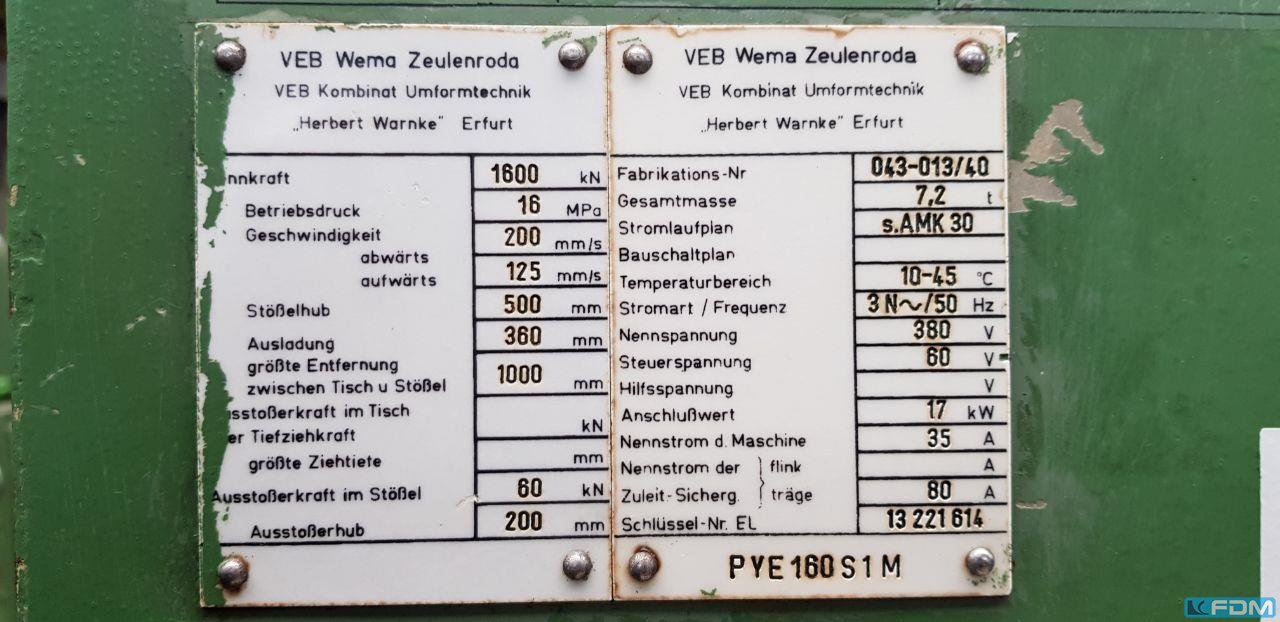 VEB Wema Zeulenroda
VEB Kombinat Umformtechnik
„Herbert Warnke" Erfurt
nnkraft 1600 kN
Betriebsdruck 16 MPa
Geschwindigkeit 200 mm/s
abwärts
aufwärts 125 mm/s
Stößelhub 500 mm
Ausladung 360 mm
größte Entfernung
zwischen Tisch u Stößel 1000 mm
sstoßerkraft im Tisch
er Tiefziehkraft kN
größte Ziehtiete mm
Ausstoßerkraft im Stößel 60 kN
Ausstoßerhub 200 mm
VEB Wema Zeulenroda
VEB Kombinat Umformtechnik
„Herbert Warnke" Erfurt
Fabrikations-Nr 043-013/40
Gesamtmasse 7,2 t
Stromlaufplan s.AMK 30
Bauschaltplan
Temperaturbereich 10-45 °C
Stromart / Frequenz 3 N~/50 Hz
Nennspannung 380 V
Steuerspannung 60 V
Hilfsspannung V
Anschlußwert 17 kW
Nennstrom d. Maschine 35 A
Nennstrom der } flink A
Zuleit.-Sicherg. } träge 80 A
Schlüssel-Nr. EL 13 221 614
PYE 160 S 1 M
FDM